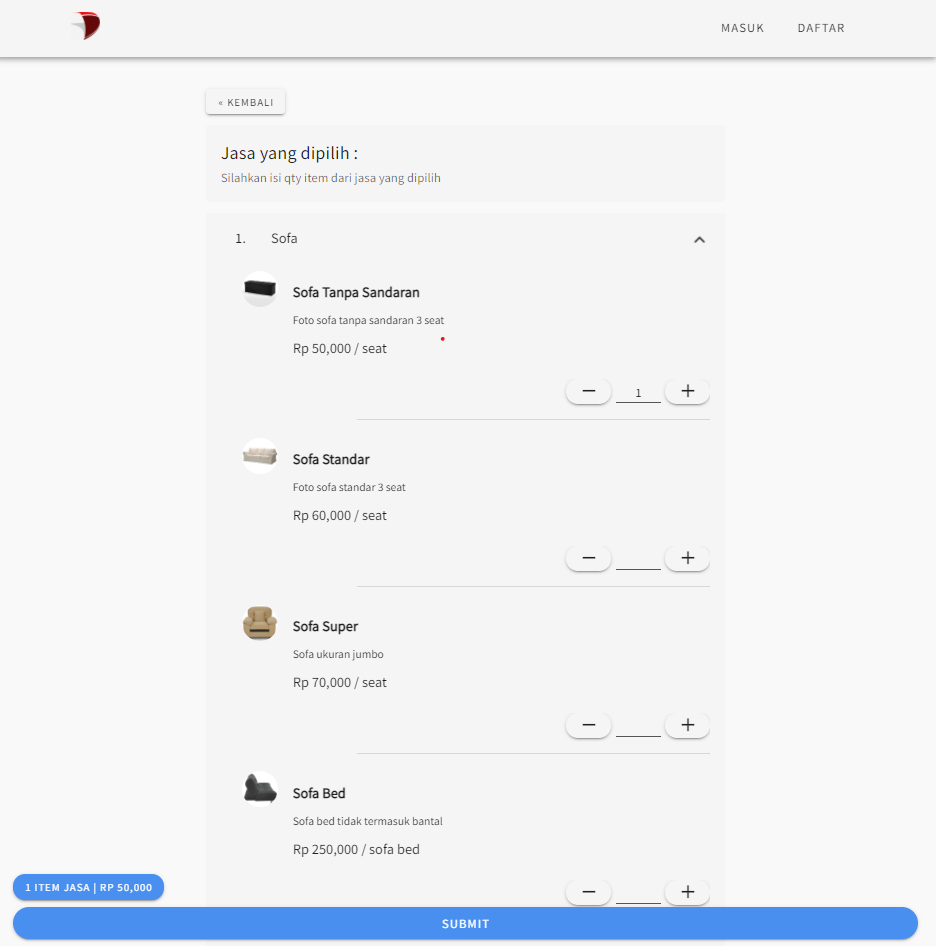 MASUK DAFTAR
« KEMBALI
Jasa yang dipilih :
Silahkan isi qty item dari jasa yang dipilih
1. Sofa
Sofa Tanpa Sandaran
Foto sofa tanpa sandaran 3 seat
Rp 50,000 / seat
1
Sofa Standar
Foto sofa standar 3 seat
Rp 60,000 / seat
Sofa Super
Sofa ukuran jumbo
Rp 70,000 / seat
Sofa Bed
Sofa bed tidak termasuk bantal
Rp 250,000 / sofa bed
1 ITEM JASA | RP 50,000
SUBMIT